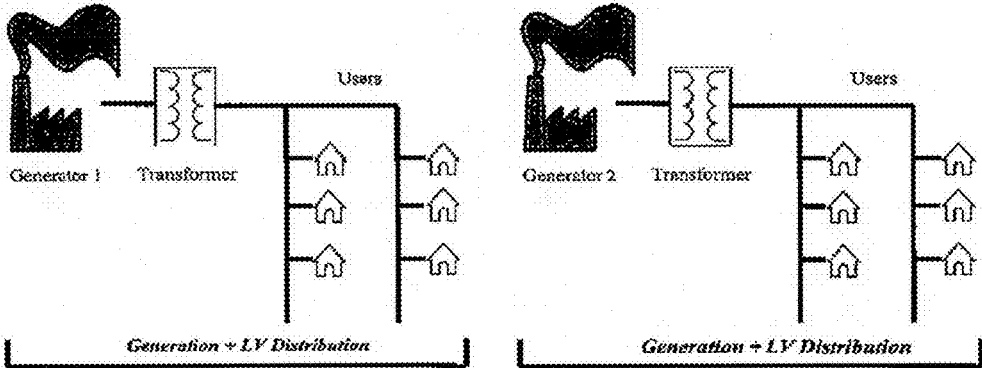 Users
Generator 1
Transformer
Generation + LV Distribution
Users
Generator 2
Transformer
Generation + LV Distribution